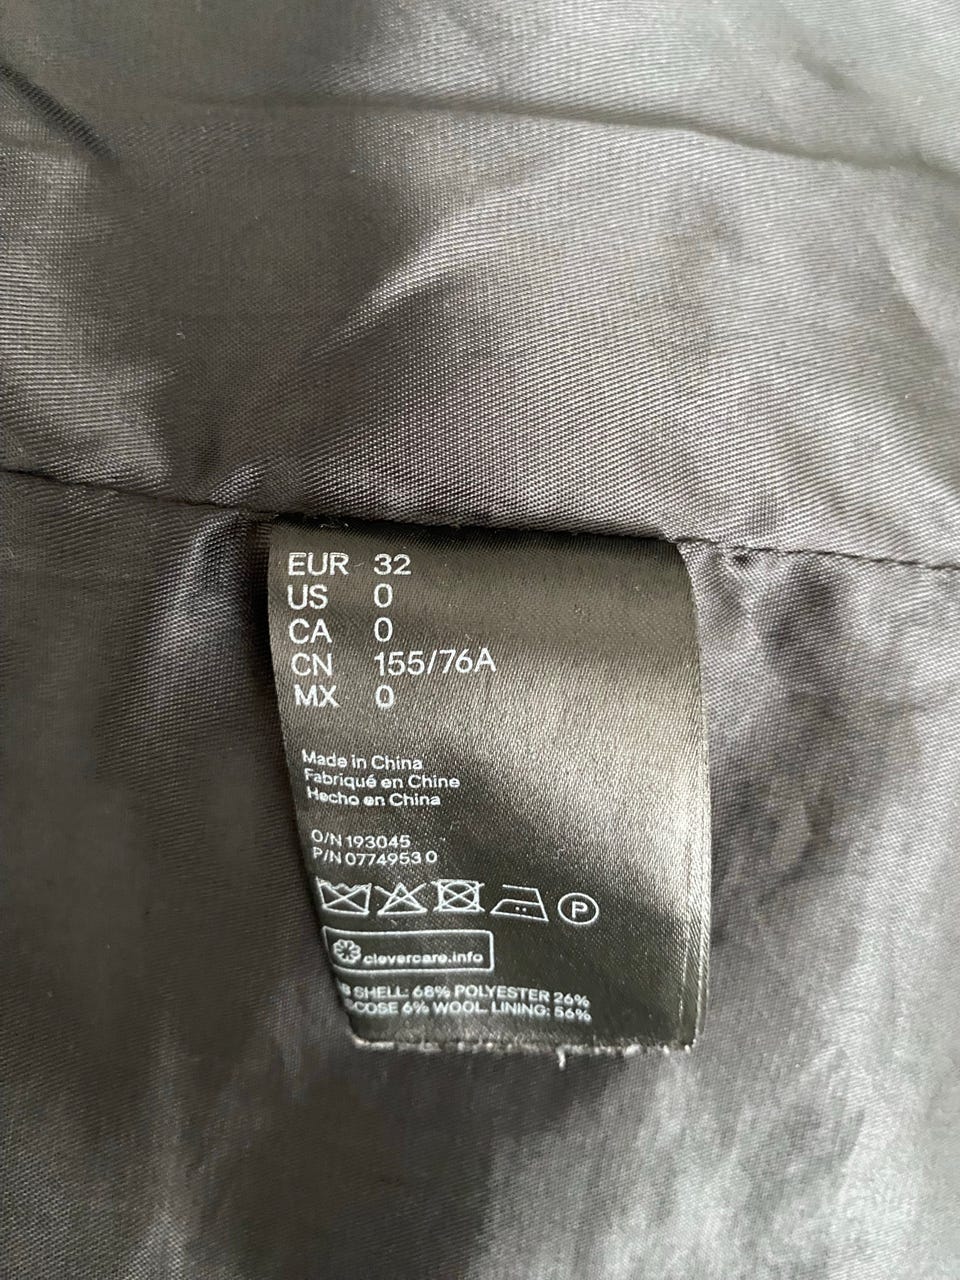 EUR 32
US 0
CA 0
CN 155/76A
MX 0
Made in China
Fabriqué en Chine
Hecho en China
O/N 193045
P/N 0774953 0
P
clevercare.info
SHELL: 68% POLYESTER 26%
6% WOOL. LINING: 56%